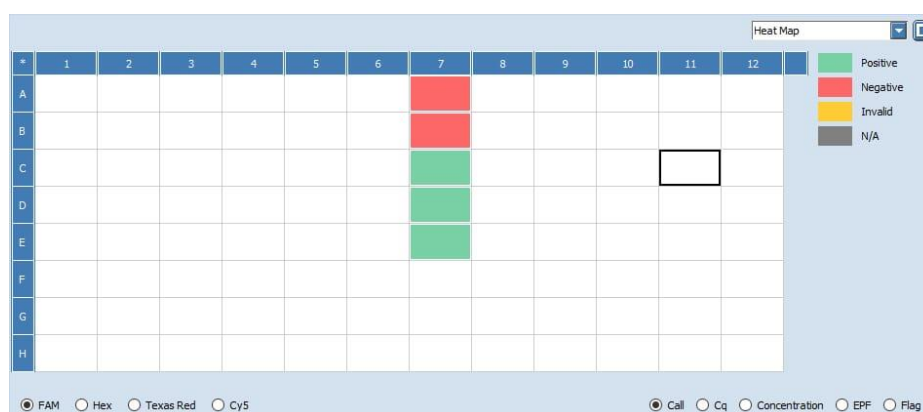 Heat Map
* 1 2 3 4 5 6 7 8 9 10 11 12
Positive
Negative
Invalid
N/A
A
B
C
D
E
F
G
H
FAM Hex Texas Red Cy5 Call Cq Concentration EPF Flag